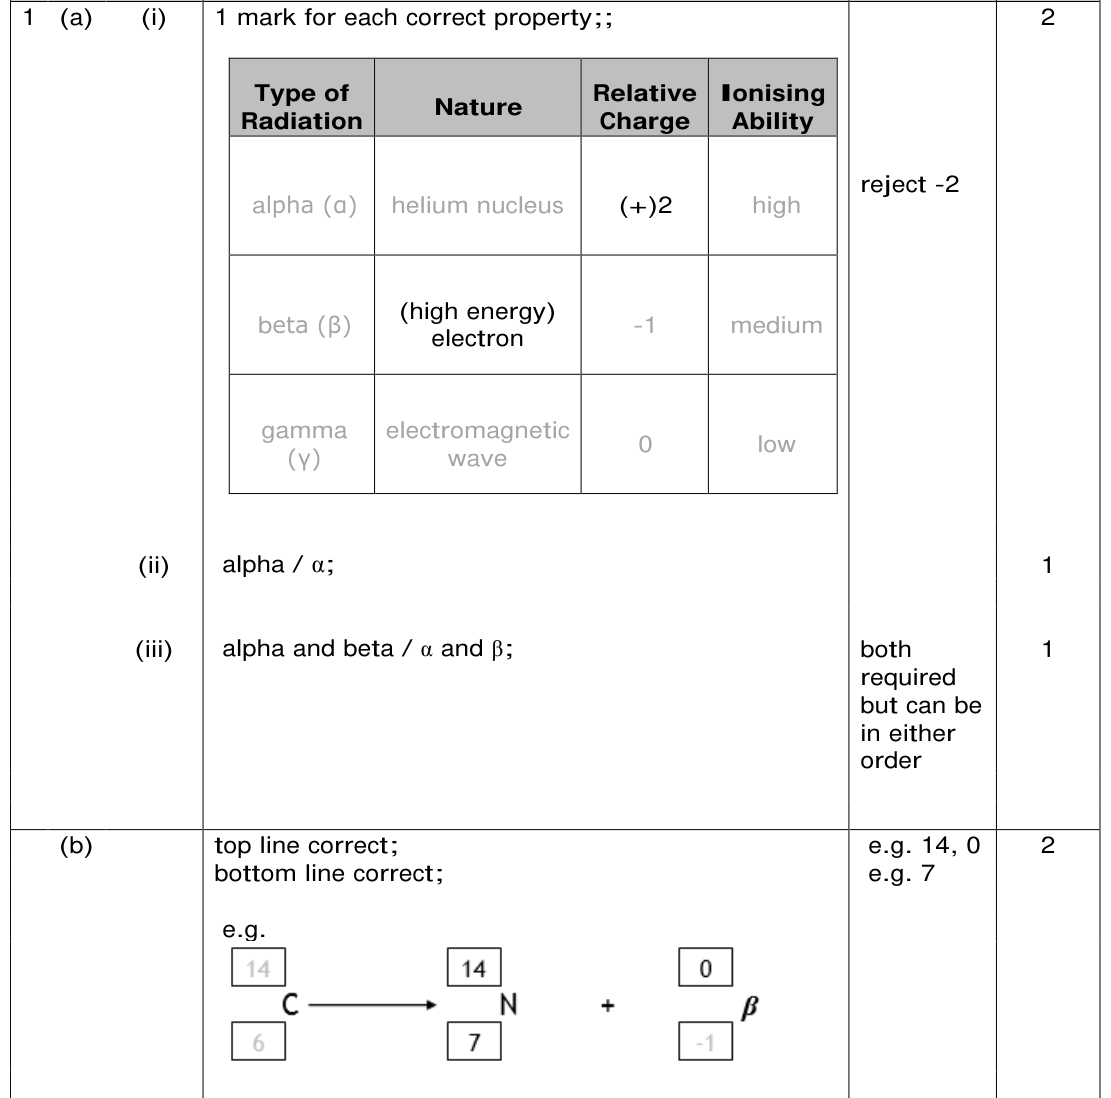 1 (a) (i) 1 mark for each correct property;; 2
Type of Radiation Nature Relative Charge Ionising Ability
alpha (α) helium nucleus (+)2 high
reject -2
beta (β) (high energy) electron -1 medium
gamma (γ) electromagnetic wave 0 low
(ii) alpha / α; 1
(iii) alpha and beta / α and β; both 1
required
but can be
in either
order
(b) top line correct; e.g. 14, 0 2
bottom line correct; e.g. 7
e.g.
14 14 0
C N + β
6 7 -1